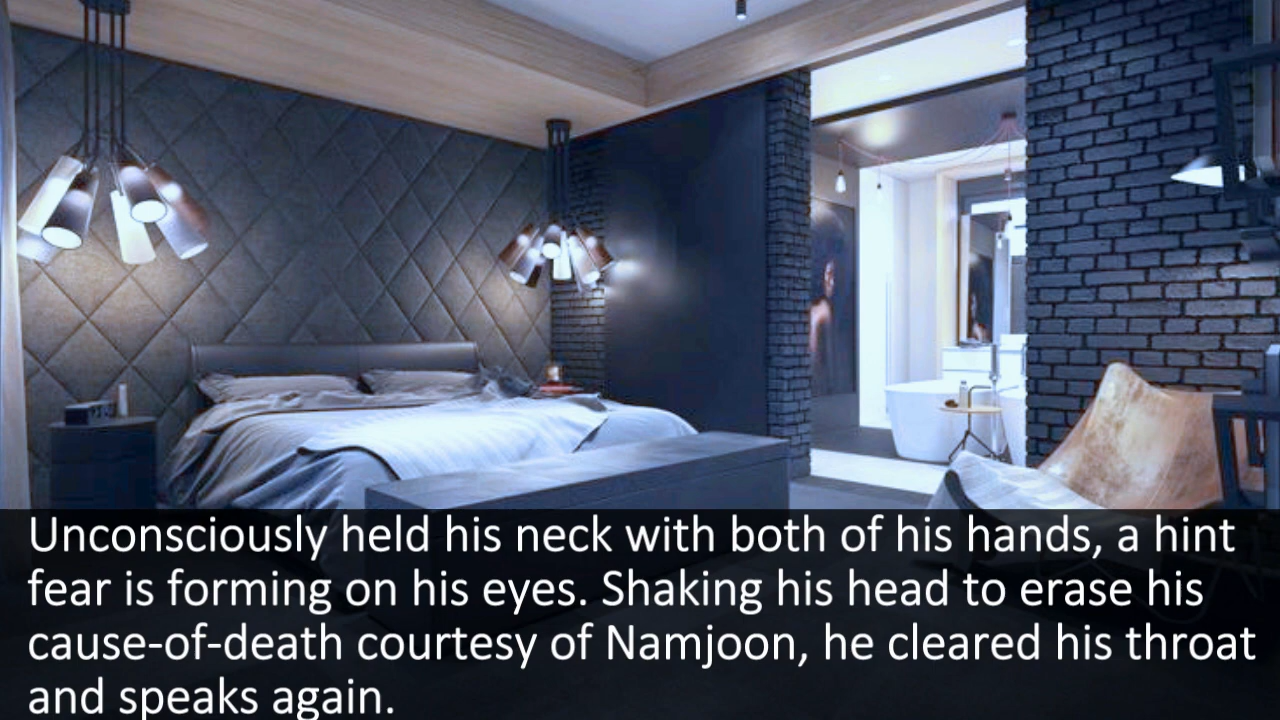 Unconsciously held his neck with both of his hands, a hint
fear is forming on his eyes. Shaking his head to erase his
cause-of-death courtesy of Namjoon, he cleared his throat
and speaks again.